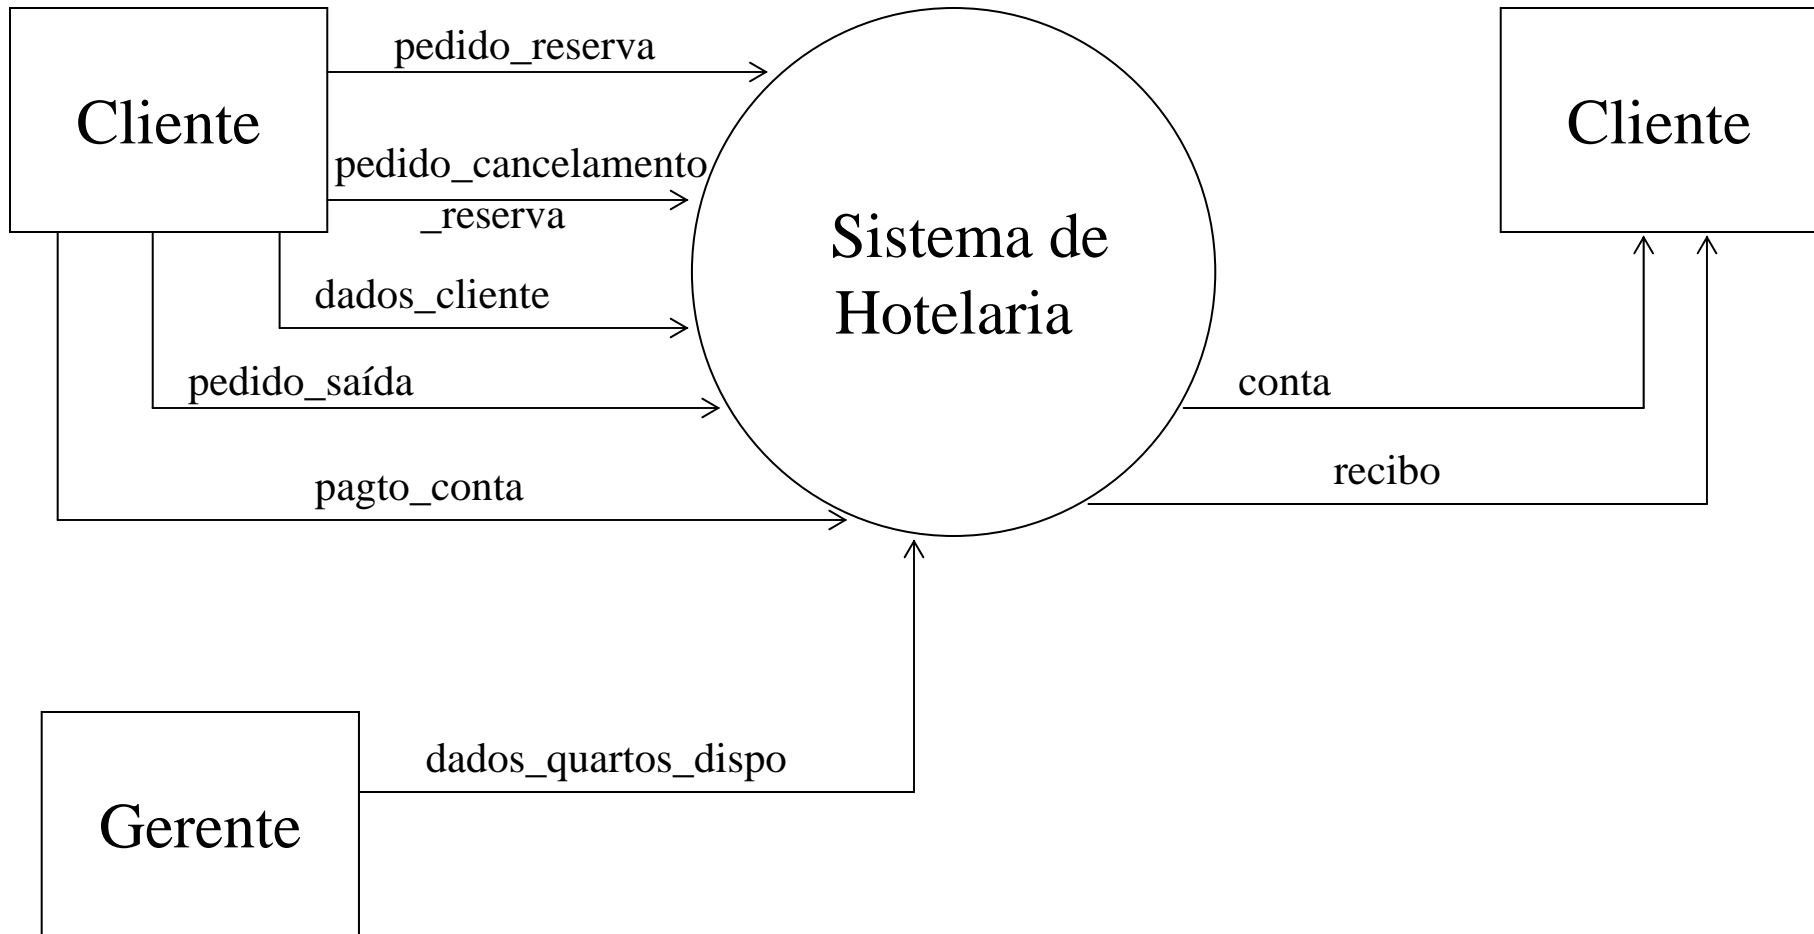 pedido_reserva
Cliente
Cliente
pedido_cancelamento
_reserva
Sistema de
Hotelaria
dados_cliente
pedido_saída
conta
recibo
pagto_conta
dados_quartos_dispo
Gerente